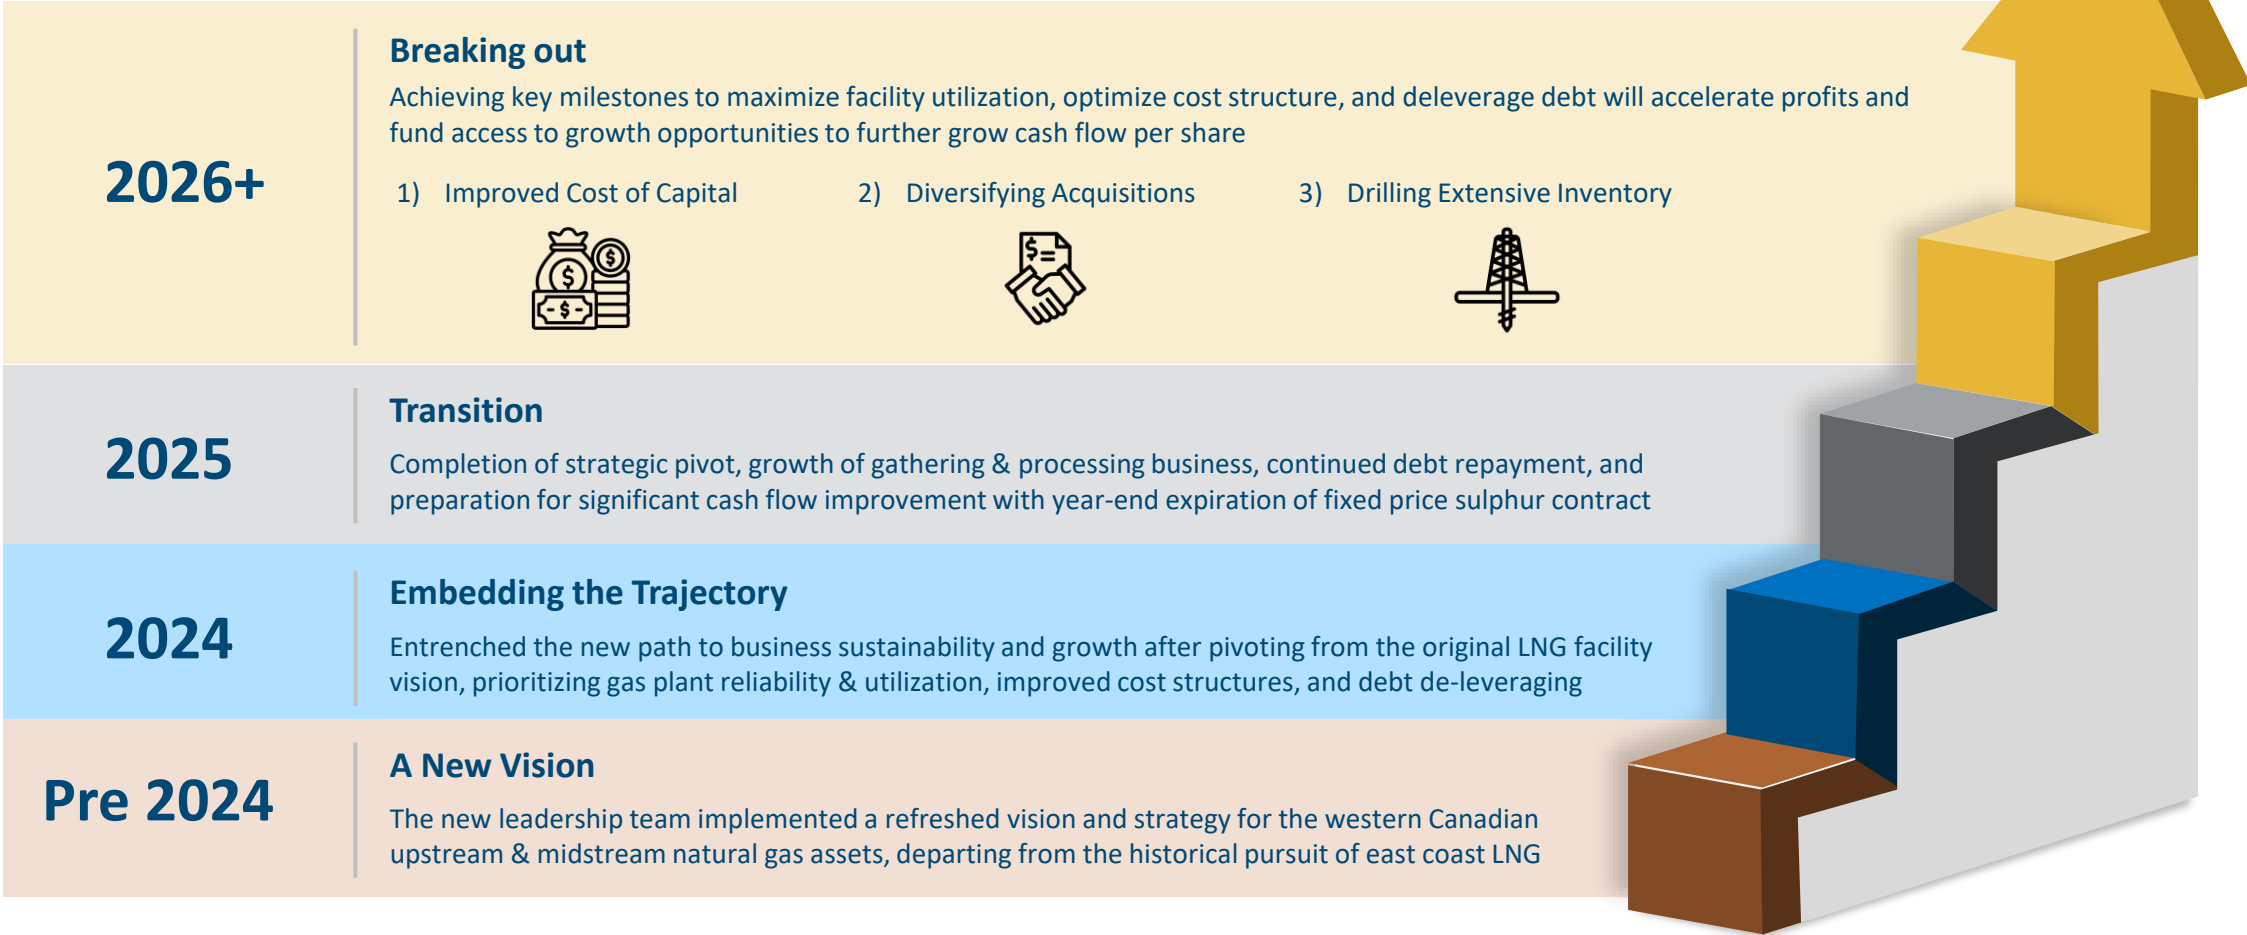 Breaking out
Achieving key milestones to maximize facility utilization, optimize cost structure, and deleverage debt will accelerate profits and
fund access to growth opportunities to further grow cash flow per share
2026+
1) Improved Cost of Capital
2) Diversifying Acquisitions
3) Drilling Extensive Inventory
$
$
-$-
$=
Transition
2025
Completion of strategic pivot, growth of gathering & processing business, continued debt repayment, and
preparation for significant cash flow improvement with year-end expiration of fixed price sulphur contract
Embedding the Trajectory
2024
Entrenched the new path to business sustainability and growth after pivoting from the original LNG facility
vision, prioritizing gas plant reliability & utilization, improved cost structures, and debt de-leveraging
A New Vision
Pre 2024
The new leadership team implemented a refreshed vision and strategy for the western Canadian
upstream & midstream natural gas assets, departing from the historical pursuit of east coast LNG